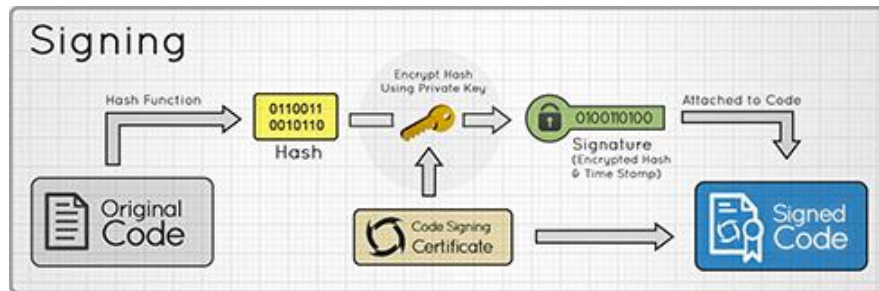 Signing
Hash Function
0110011
0010110
Hash
Encrypt Hash
Using Private Key
0100110100
Signature
(Encrypted Hash
& Time Stamp)
Attached to Code
Original
Code
Code Signing
Certificate
Signed
Code